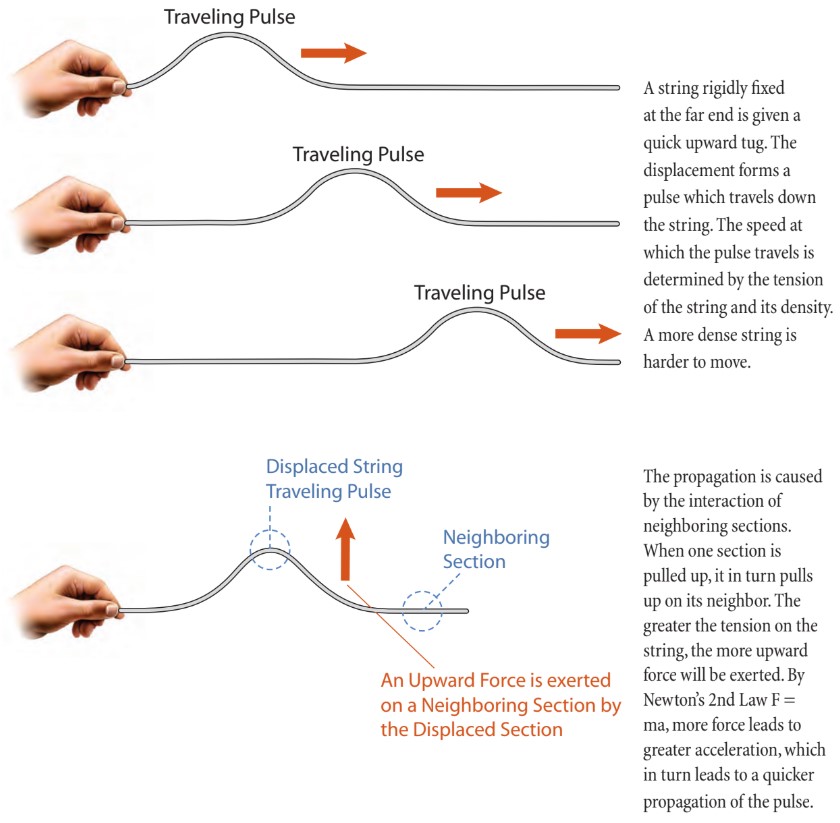 Traveling Pulse
A string rigidly fixed
at the far end is given a
quick upward tug. The
displacement forms a
pulse which travels down
the string. The speed at
which the pulse travels is
determined by the tension
of the string and its density.
A more dense string is
harder to move.
Traveling Pulse
Traveling Pulse
Displaced String
Traveling Pulse
Neighboring
Section
An Upward Force is exerted
on a Neighboring Section by
the Displaced Section
The propagation is caused
by the interaction of
neighboring sections.
When one section is
pulled up, it in turn pulls
up on its neighbor. The
greater the tension on the
string, the more upward
force will be exerted. By
Newton's 2nd Law F =
ma, more force leads to
greater acceleration, which
in turn leads to a quicker
propagation of the pulse.